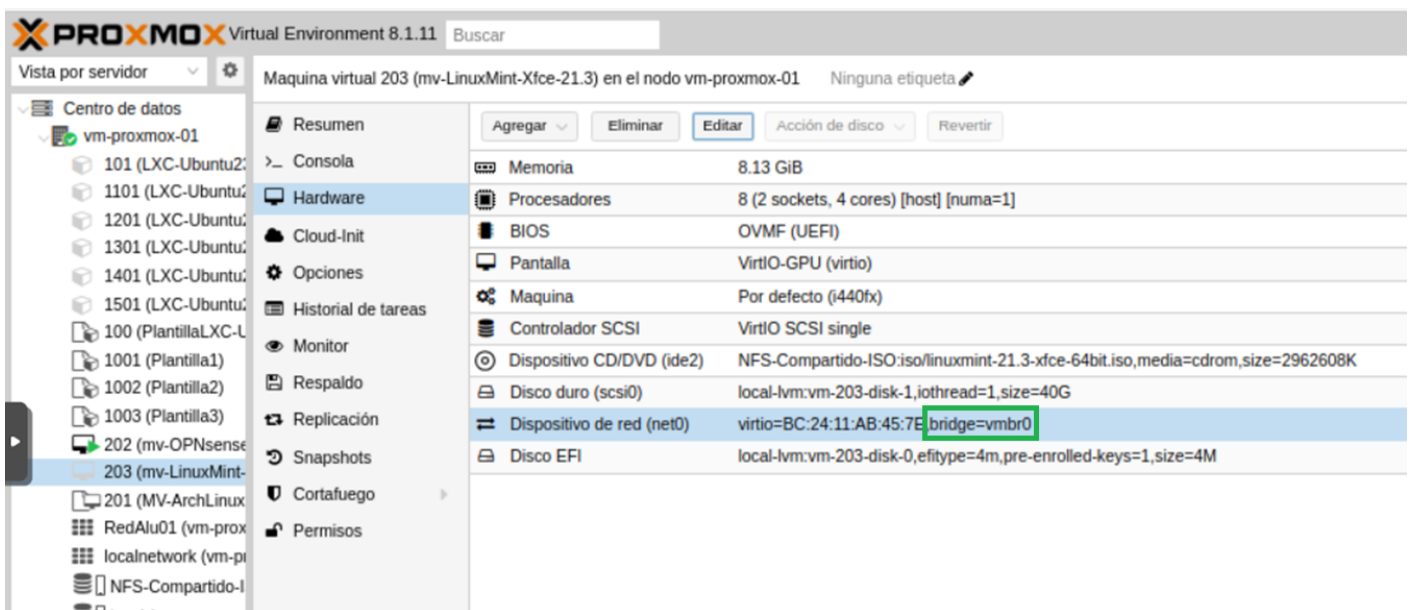 PROXMOX Virtual Environment 8.1.11 Buscar
Vista por servidor
Maquina virtual 203 (mv-LinuxMint-Xfce-21.3) en el nodo vm-proxmox-01 Ninguna etiqueta
Centro de datos
vm-proxmox-01
101 (LXC-Ubuntu23
1101 (LXC-Ubuntu2
1201 (LXC-Ubuntu2
1301 (LXC-Ubuntu2
1401 (LXC-Ubuntu2
1501 (LXC-Ubuntu2
100 (PlantillaLXC-U
1001 (Plantilla1)
1002 (Plantilla2)
1003 (Plantilla3)
202 (mv-OPNsense
203 (mv-LinuxMint-
201 (MV-ArchLinux
RedAlu01 (vm-prox
localnetwork (vm-pr
NFS-Compartido-I
Resumen
>_ Consola
Hardware
Cloud-Init
Opciones
Historial de tareas
Monitor
Respaldo
Replicación
Snapshots
Cortafuego
Permisos
Agregar Eliminar Editar Acción de disco Revertir
Memoria 8.13 GiB
Procesadores 8 (2 sockets, 4 cores) [host] [numa=1]
BIOS OVMF (UEFI)
Pantalla VirtIO-GPU (virtio)
Maquina Por defecto (i440fx)
Controlador SCSI VirtIO SCSI single
Dispositivo CD/DVD (ide2) NFS-Compartido-ISO:iso/linuxmint-21.3-xfce-64bit.iso,media=cdrom,size=2962608K
Disco duro (scsi0) local-lvm:vm-203-disk-1,iothread=1,size=40G
Dispositivo de red (net0) virtio=BC:24:11:AB:45:7E,bridge=vmbr0
Disco EFI local-lvm:vm-203-disk-0,efitype=4m,pre-enrolled-keys=1,size=4M